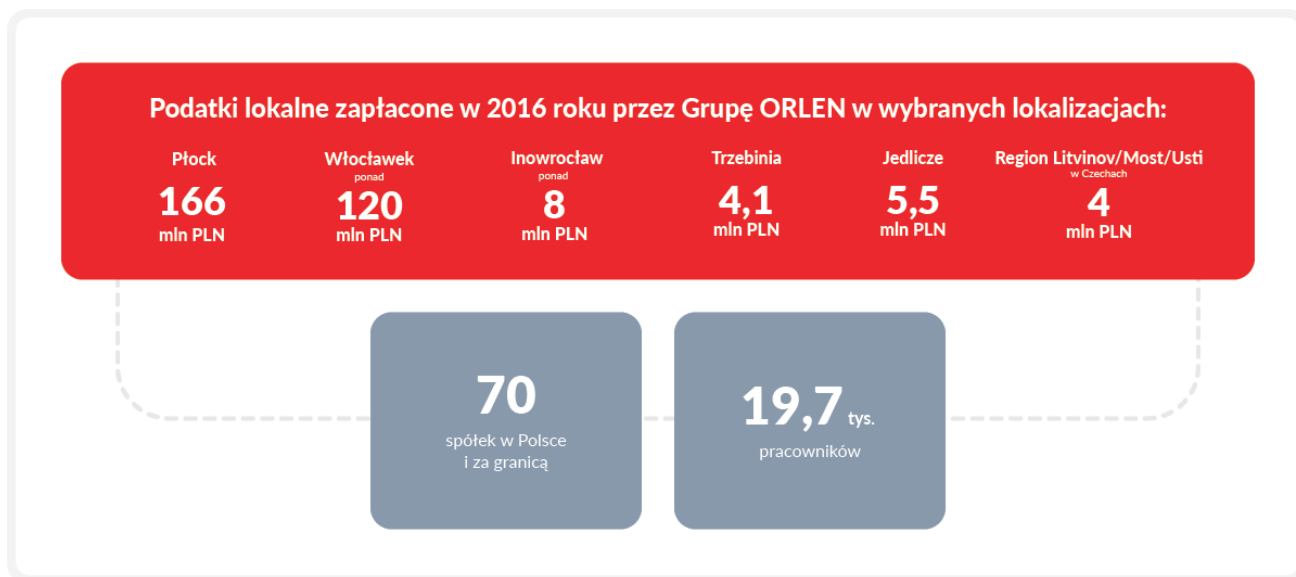 Podatki lokalne zapłacone w 2016 roku przez Grupę ORLEN w wybranych lokalizacjach:
Płock
166
mln PLN
Włocławek
ponad
120
mln PLN
Inowrocław
ponad
8
mln PLN
Trzebinia
4,1
mln PLN
Jedlicze
5,5
mln PLN
Region Litvinov/Most/Usti
w Czechach
4
mln PLN
70
spółek w Polsce
i za granicą
19,7 tys.
pracowników